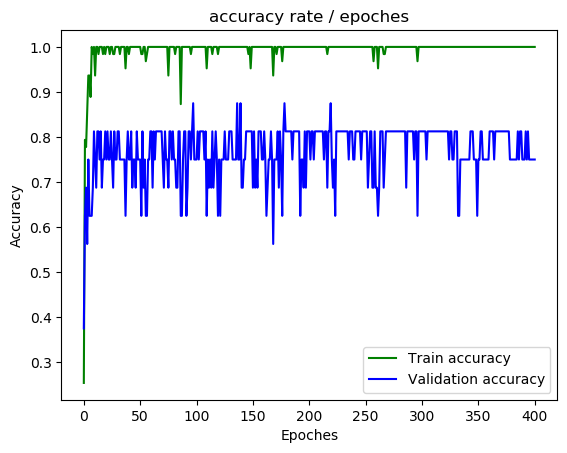 accuracy rate / epoches
Accuracy
1.0
0.9
0.8
0.7
0.6
0.5
0.4
0.3
0 50 100 150 200 250 300 350 400
Epoches
Train accuracy
Validation accuracy